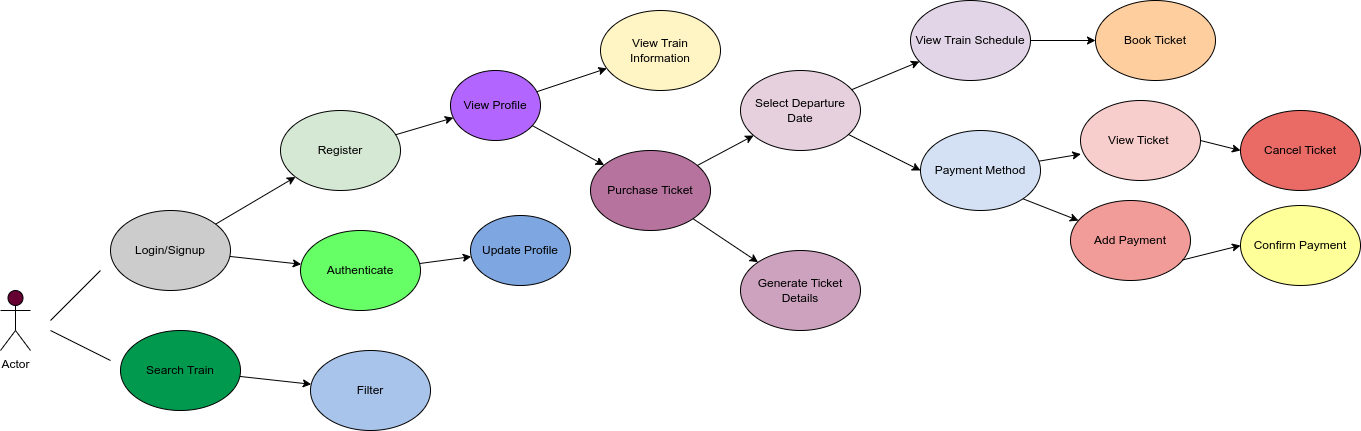 View Train
Information
View Train Schedule
Book Ticket
View Profile
Select Departure
Date
Register
View Ticket
Cancel Ticket
Payment Method
Purchase Ticket
Login/Signup
Authenticate
Update Profile
Add Payment
Confirm Payment
Generate Ticket
Details
Actor
Search Train
Filter